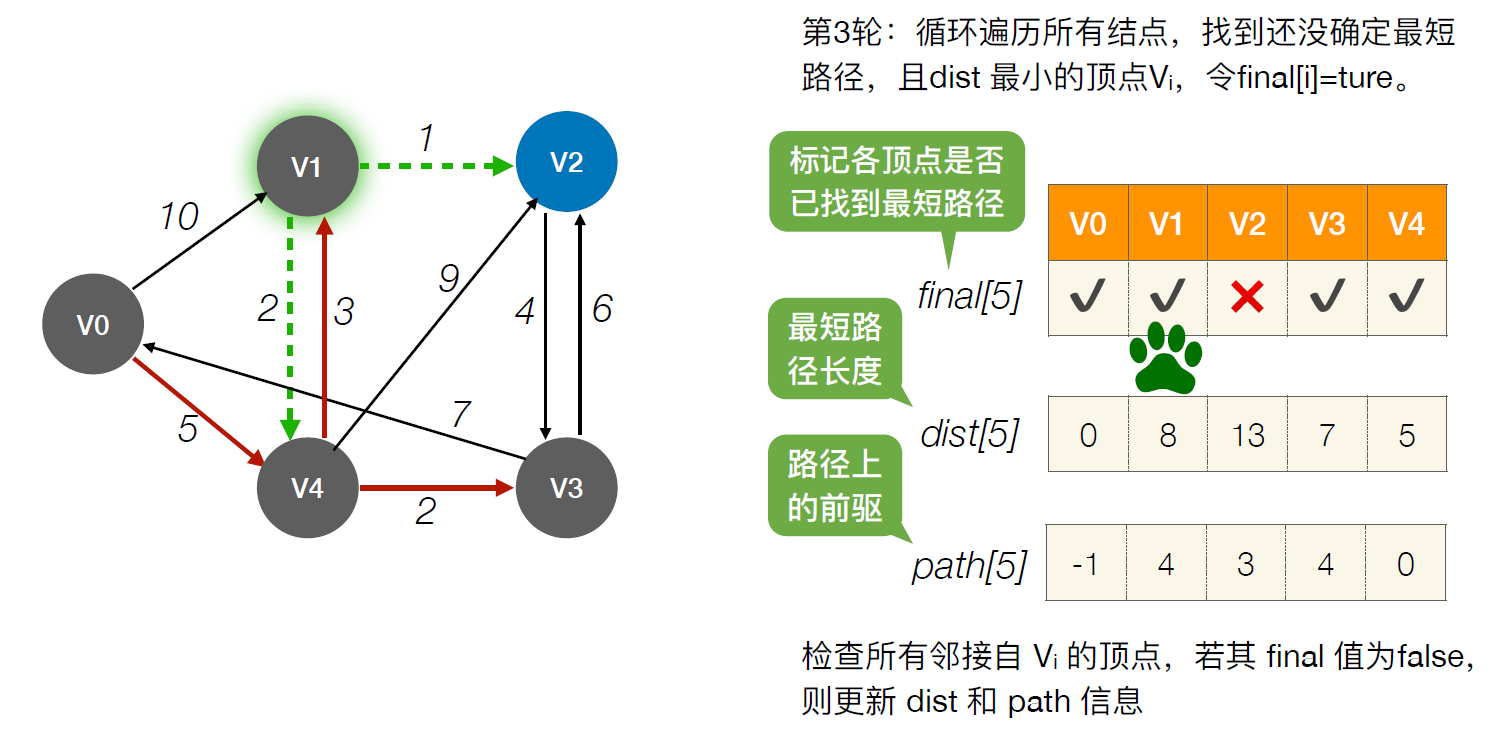 第3轮：循环遍历所有结点，找到还没确定最短
路径，且dist 最小的顶点Vi，令final[i]=ture。
标记各顶点是否
已找到最短路径
V0 V1 V2 V3 V4
final[5]
最短路
径长度
dist[5] 0 8 13 7 5
路径上
的前驱
path[5] -1 4 3 4 0
检查所有邻接自 Vi 的顶点，若其 final 值为false，
则更新 dist 和 path 信息
V1
1
V2
10
V0
2
3
9
4
6
5
7
V4
2
V3